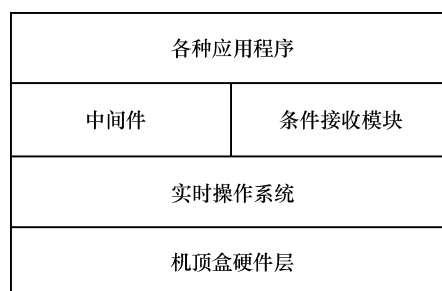 各种应用程序
中间件
条件接收模块
实时操作系统
机顶盒硬件层